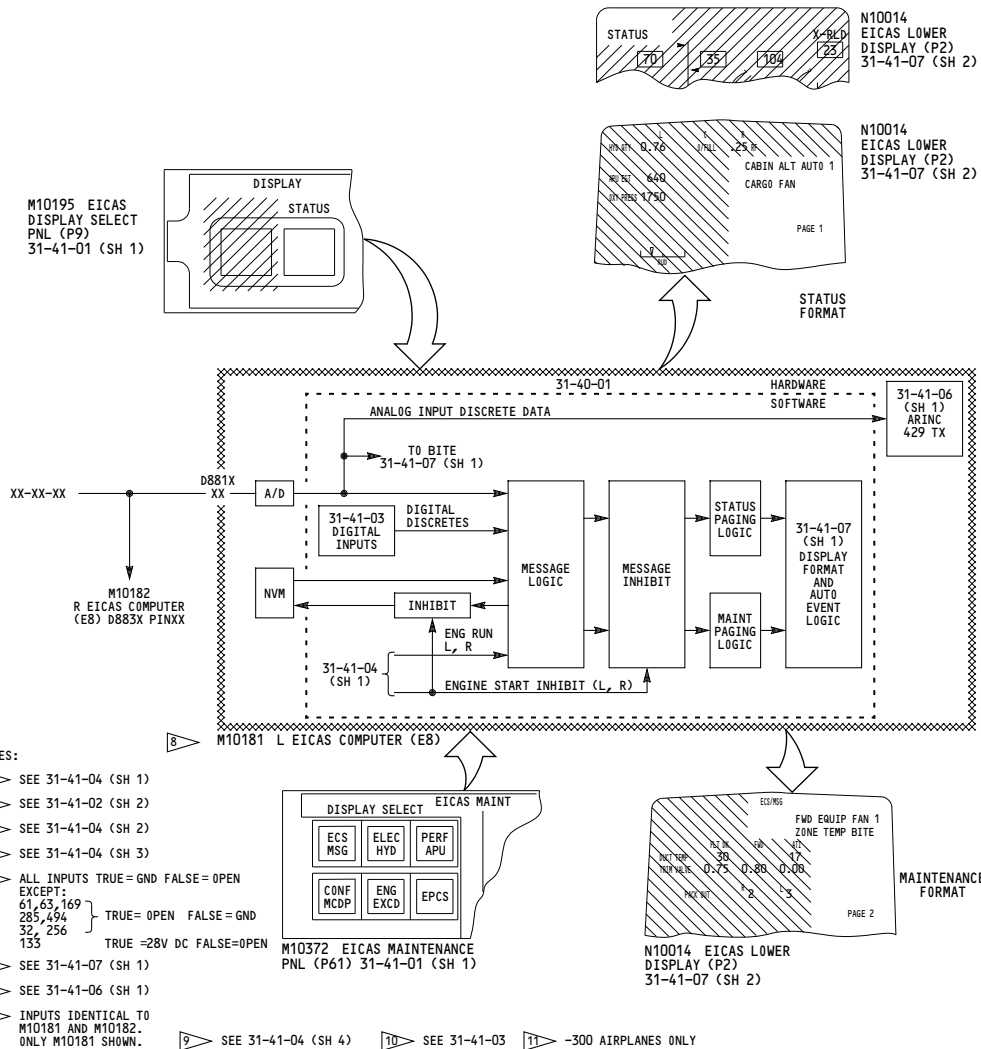 N10014
EICAS LOWER
DISPLAY (P2)
31-41-07 (SH 2)
STATUS
X-RLD
70
35
104
23
N10014
EICAS LOWER
DISPLAY (P2)
31-41-07 (SH 2)
L C R
HYD QTY 0.76 0/FULL .25 RF
CABIN ALT AUTO 1
APU EGT 640
CARGO FAN
OXY PRESS 1750
PAGE 1
RUD
STATUS
FORMAT
M10195 EICAS
DISPLAY SELECT
PNL (P9)
31-41-01 (SH 1)
DISPLAY
STATUS
31-40-01
HARDWARE
SOFTWARE
31-41-06
(SH 1)
ARINC
429 TX
ANALOG INPUT DISCRETE DATA
TO BITE
31-41-07 (SH 1)
XX-XX-XX
D881X
XX
A/D
31-41-03
DIGITAL
INPUTS
DIGITAL
DISCRETES
NVM
INHIBIT
MESSAGE
LOGIC
MESSAGE
INHIBIT
STATUS
PAGING
LOGIC
MAINT
PAGING
LOGIC
31-41-07
(SH 1)
DISPLAY
FORMAT
AND
AUTO
EVENT
LOGIC
M10182
R EICAS COMPUTER
(E8) D883X PINXX
ENG RUN
L, R
31-41-04
(SH 1)
ENGINE START INHIBIT (L, R)
8 M10181 L EICAS COMPUTER (E8)
ES:
SEE 31-41-04 (SH 1)
SEE 31-41-02 (SH 2)
SEE 31-41-04 (SH 2)
SEE 31-41-04 (SH 3)
ALL INPUTS TRUE=GND FALSE=OPEN
EXCEPT:
61,63,169
285,494
32, 256
TRUE= OPEN FALSE=GND
133 TRUE =28V DC FALSE=OPEN
SEE 31-41-07 (SH 1)
SEE 31-41-06 (SH 1)
INPUTS IDENTICAL TO
M10181 AND M10182.
ONLY M10181 SHOWN.
9 SEE 31-41-04 (SH 4)
10 SEE 31-41-03
11 -300 AIRPLANES ONLY
EICAS MAINT
DISPLAY SELECT
ECS
MSG
ELEC
HYD
PERF
APU
CONF
MCDP
ENG
EXCD
EPCS
M10372 EICAS MAINTENANCE
PNL (P61) 31-41-01 (SH 1)
ECS/MSG
FWD EQUIP FAN 1
ZONE TEMP BITE
FLT DK FWD AFT
DUCT TEMP 30 17
TRIM VALVE 0.75 0.80 0.00
PACK OUT R 2 L 3
PAGE 2
MAINTENANCE
FORMAT
N10014 EICAS LOWER
DISPLAY (P2)
31-41-07 (SH 2)